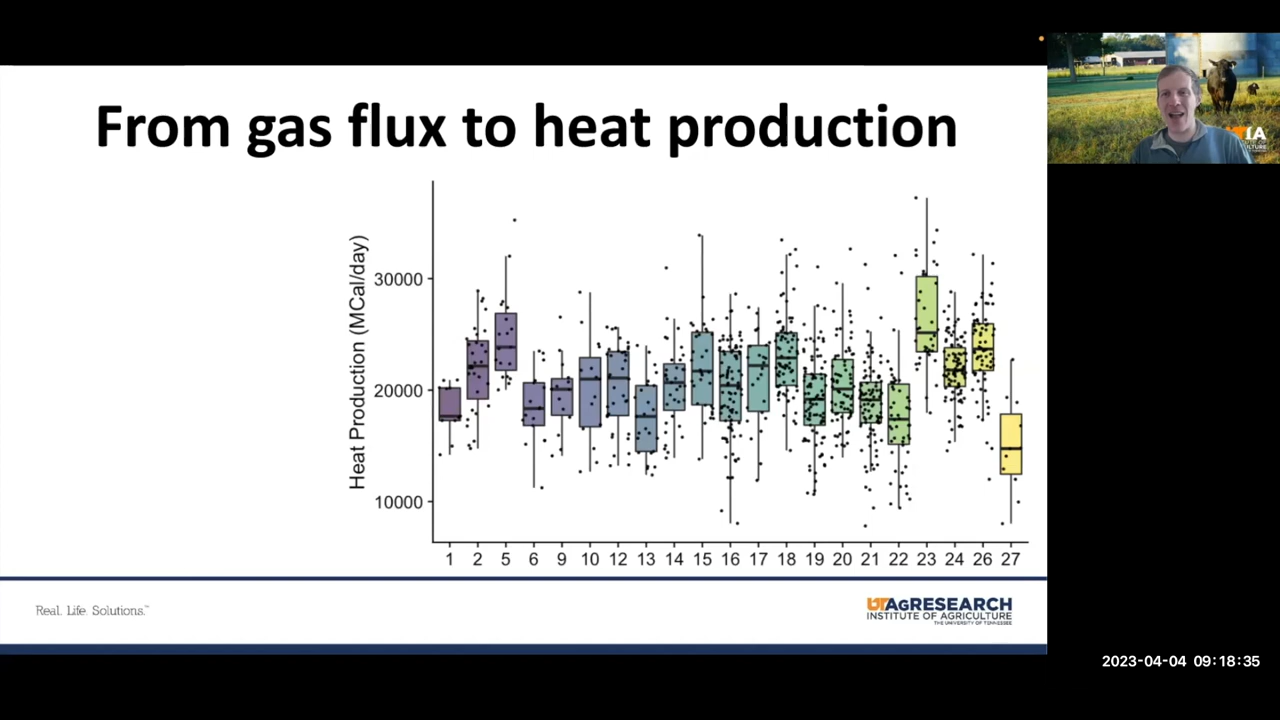 From gas flux to heat production
Heat Production (MCal/day)
30000
20000
10000
1 2 5 6 9 10 12 13 14 15 16 17 18 19 20 21 22 23 24 26 27
Real. Life. Solutions.™
UTAgRESEARCH
INSTITUTE OF AGRICULTURE
THE UNIVERSITY OF TENNESSEE
IA
2023-04-04 09:18:35